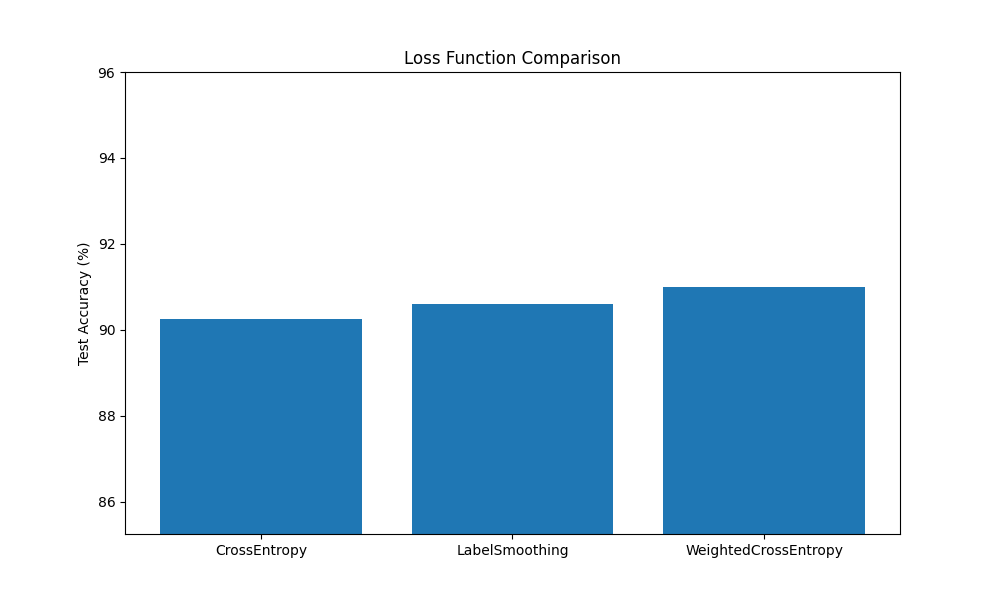 Loss Function Comparison
96
94
92
90
88
86
Test Accuracy (%)
CrossEntropy
LabelSmoothing
WeightedCrossEntropy